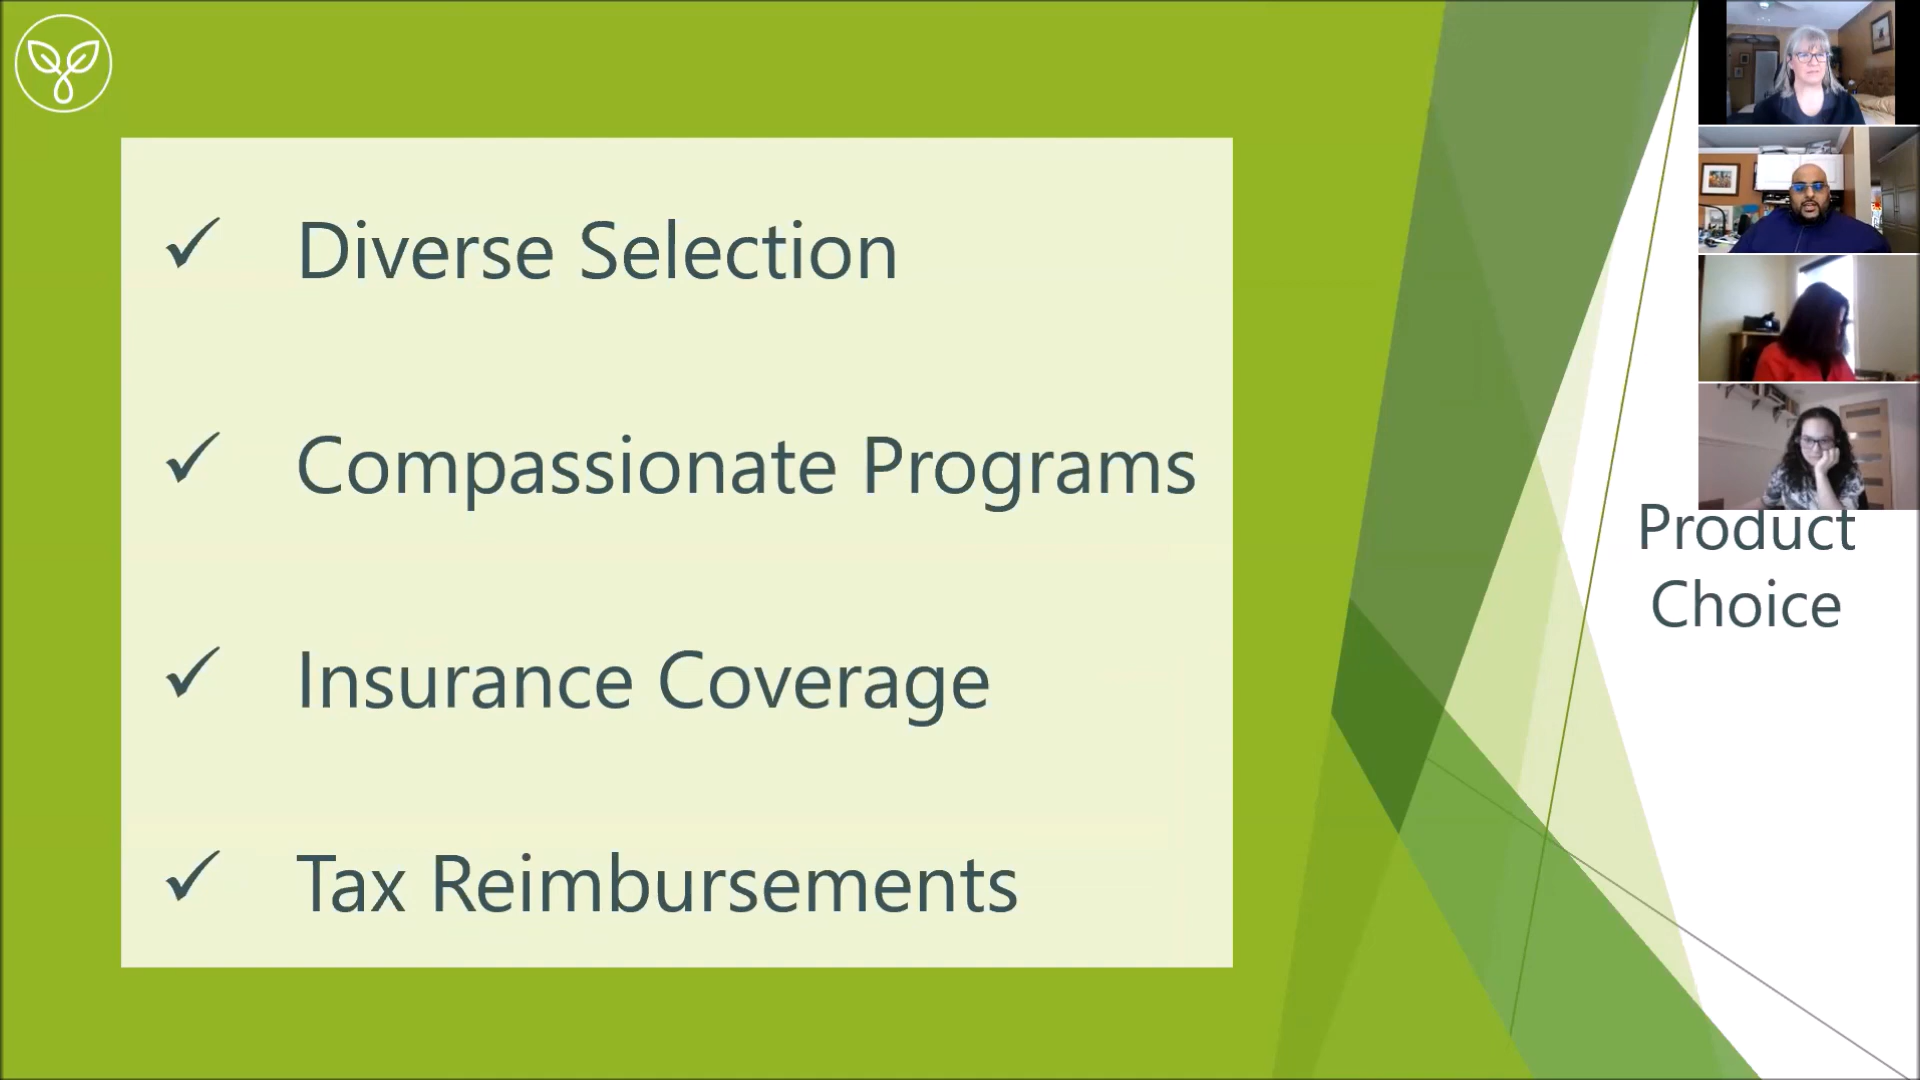 Diverse Selection
Compassionate Programs
Insurance Coverage
Tax Reimbursements
Product
Choice